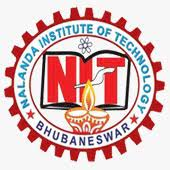 NALANDA INSTITUTE OF TECHNOLOGY
NIT
BHUBANESWAR